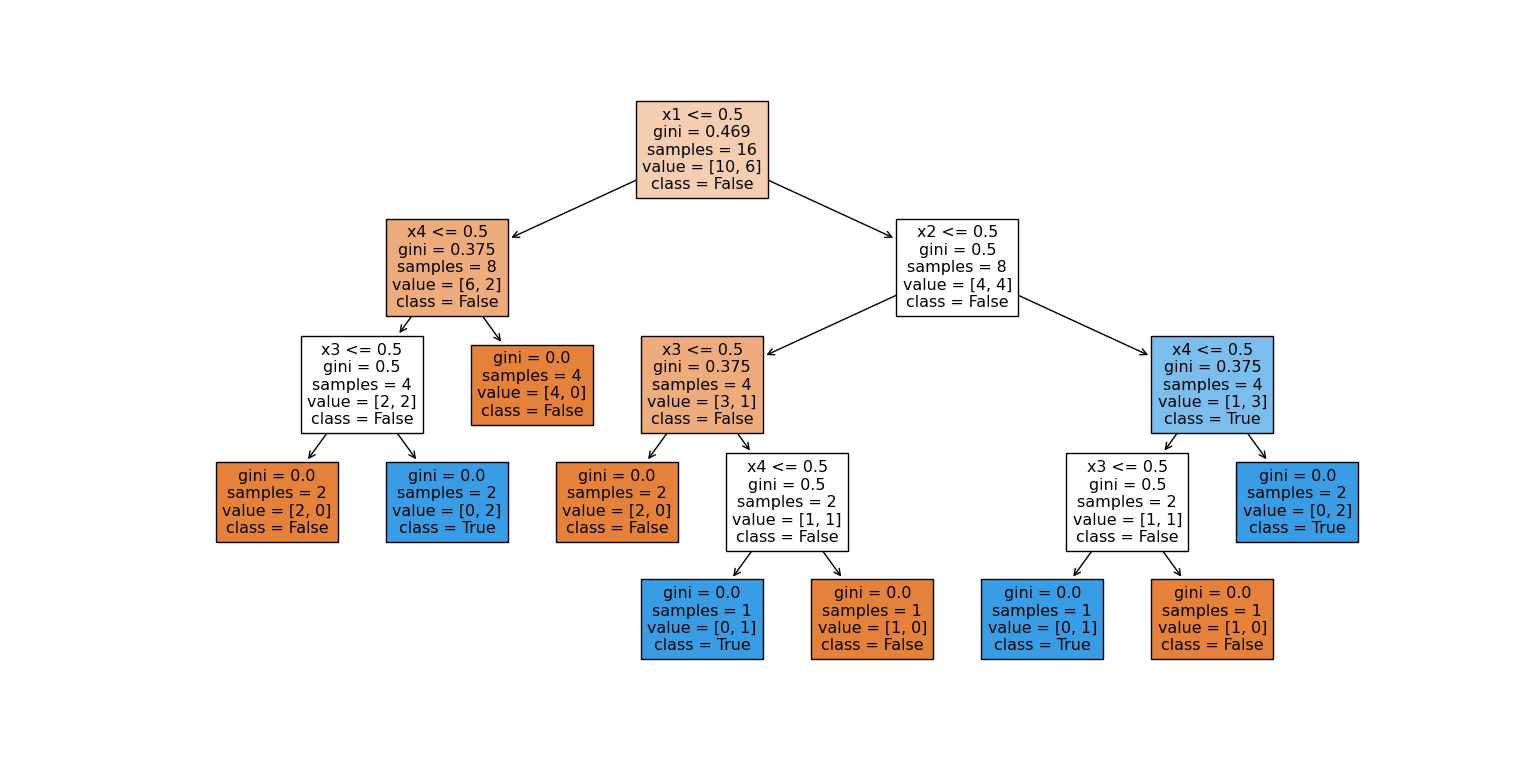 x1 <= 0.5
gini = 0.469
samples = 16
value = [10, 6]
class = False
x4 <= 0.5
gini = 0.375
samples = 8
value = [6, 2]
class = False
x2 <= 0.5
gini = 0.5
samples = 8
value = [4, 4]
class = False
x3 <= 0.5
gini = 0.5
samples = 4
value = [2, 2]
class = False
gini = 0.0
samples = 4
value = [4, 0]
class = False
x3 <= 0.5
gini = 0.375
samples = 4
value = [3, 1]
class = False
x4 <= 0.5
gini = 0.375
samples = 4
value = [1, 3]
class = True
gini = 0.0
samples = 2
value = [2, 0]
class = False
gini = 0.0
samples = 2
value = [0, 2]
class = True
gini = 0.0
samples = 2
value = [2, 0]
class = False
x4 <= 0.5
gini = 0.5
samples = 2
value = [1, 1]
class = False
x3 <= 0.5
gini = 0.5
samples = 2
value = [1, 1]
class = False
gini = 0.0
samples = 2
value = [0, 2]
class = True
gini = 0.0
samples = 1
value = [0, 1]
class = True
gini = 0.0
samples = 1
value = [1, 0]
class = False
gini = 0.0
samples = 1
value = [0, 1]
class = True
gini = 0.0
samples = 1
value = [1, 0]
class = False